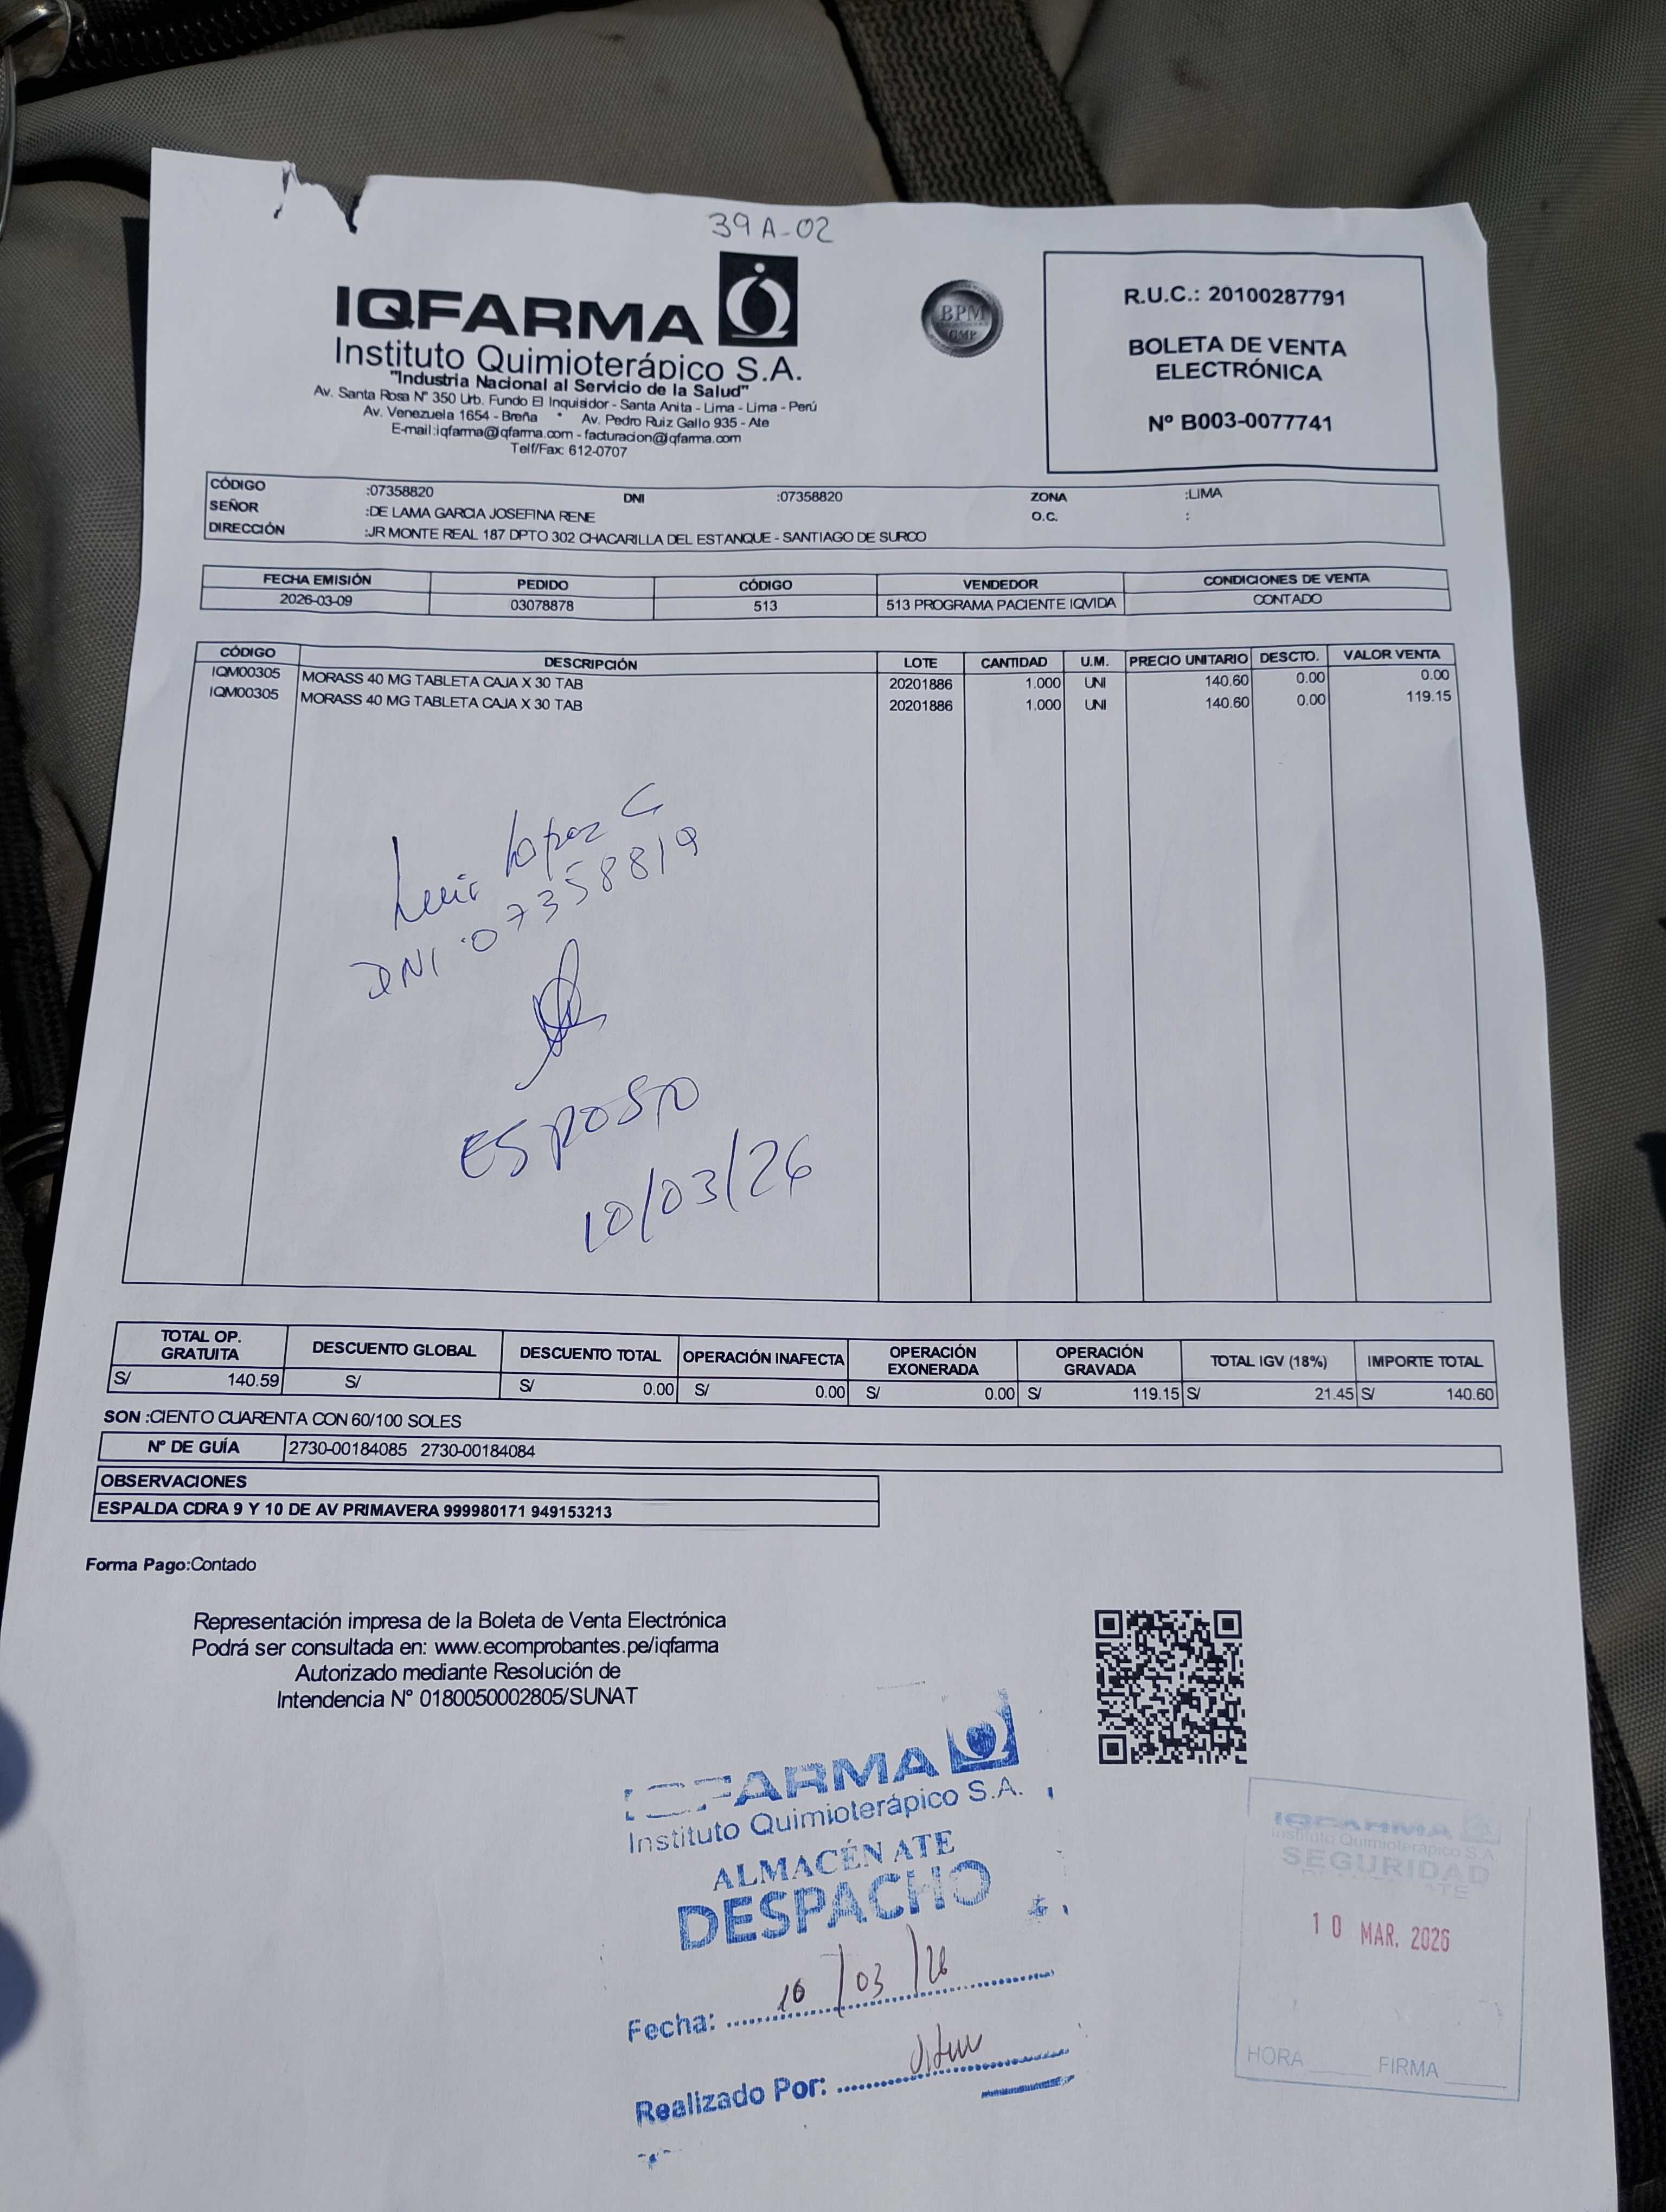 39A-02
IQFARMA
Instituto Quimioterápico S.A.
"Industria Nacional al Servicio de la Salud"
Av. Santa Rosa Nº 350 Urb. Fundo El Inquisidor - Santa Anita - Lima - Lima - Perú
Av. Venezuela 1654 - Breña * Av. Pedro Ruiz Gallo 935 - Ate
E-mail:iqfarma@iqfarma.com - facturacion@iqfarma.com
Telf/Fax: 612-0707
BPM
GMP
R.U.C.: 20100287791
BOLETA DE VENTA
ELECTRÓNICA
Nº B003-0077741
CÓDIGO :07358820 DNI :07358820 ZONA :LIMA
SEÑOR :DE LAMA GARCIA JOSEFINA RENE O.C. :
DIRECCIÓN :JR MONTE REAL 187 DPTO 302 CHACARILLA DEL ESTANQUE - SANTIAGO DE SURCO
FECHA EMISIÓN PEDIDO CÓDIGO VENDEDOR CONDICIONES DE VENTA
2026-03-09 03078878 513 513 PROGRAMA PACIENTE IQVIDA CONTADO
CÓDIGO DESCRIPCIÓN LOTE CANTIDAD U.M. PRECIO UNITARIO DESCTO. VALOR VENTA
IQM00305 MORASS 40 MG TABLETA CAJA X 30 TAB 20201886 1.000 UNI 140.60 0.00 0.00
IQM00305 MORASS 40 MG TABLETA CAJA X 30 TAB 20201886 1.000 UNI 140.60 0.00 119.15
Luis Lopez C
DNI 07358819
ESPOSO
10/03/26
TOTAL OP. GRATUITA DESCUENTO GLOBAL DESCUENTO TOTAL OPERACIÓN INAFECTA OPERACIÓN EXONERADA OPERACIÓN GRAVADA TOTAL IGV (18%) IMPORTE TOTAL
S/ 140.59 S/ S/ 0.00 S/ 0.00 S/ 0.00 S/ 119.15 S/ 21.45 S/ 140.60
SON :CIENTO CUARENTA CON 60/100 SOLES
Nº DE GUÍA 2730-00184085 2730-00184084
OBSERVACIONES
ESPALDA CDRA 9 Y 10 DE AV PRIMAVERA 999980171 949153213
Forma Pago:Contado
Representación impresa de la Boleta de Venta Electrónica
Podrá ser consultada en: www.ecomprobantes.pe/iqfarma
Autorizado mediante Resolución de
Intendencia Nº 0180050002805/SUNAT
IQFARMA
Instituto Quimioterápico S.A.
ALMACÉN ATE
DESPACHO
Fecha: 10/03/26
Realizado Por:
IQFARMA
Instituto Quimioterápico S.A
SEGURIDAD
ATE
10 MAR. 2026
HORA FIRMA